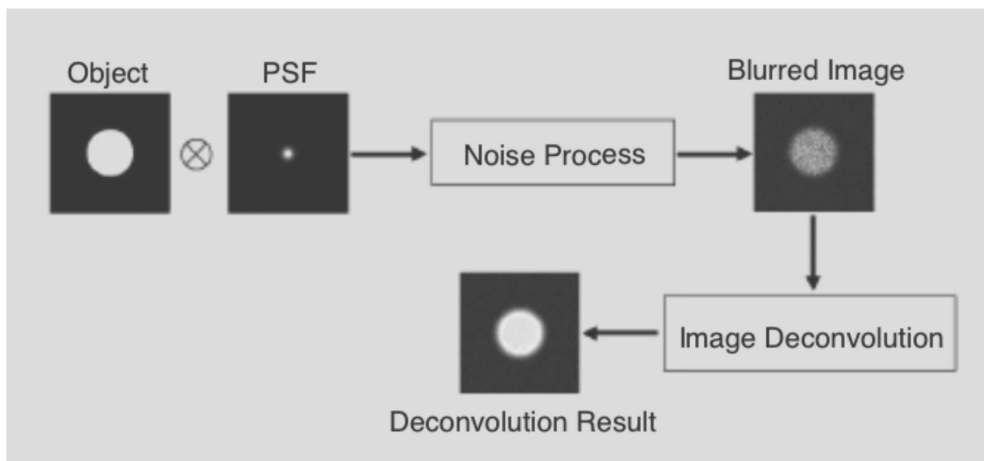 Object
PSF
Blurred Image
Noise Process
Image Deconvolution
Deconvolution Result